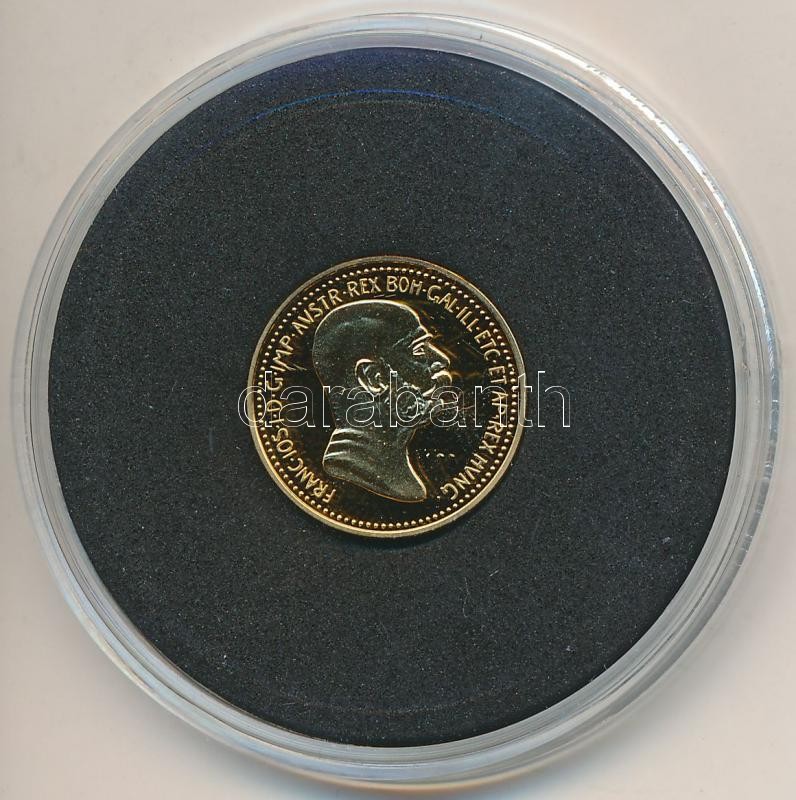 FRANC·IOS·I·D·G·IMP·AVSTR·REX BOH·GAL·ILL·ETC·ET AP·REX HVNG·
darabanth